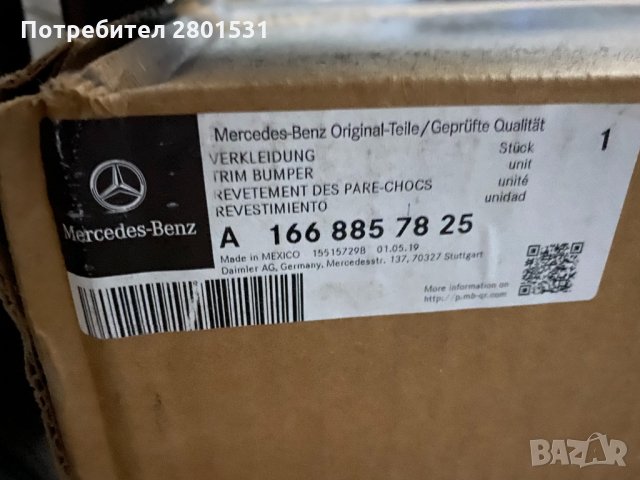 Потребител 2801531
Mercedes-Benz Original-Teile/Geprüfte Qualität
VERKLEIDUNG
Stück
1
TRIM BUMPER
unit
REVETEMENT DES PARE-CHOCS
unité
REVESTIMIENTO
unidad
Mercedes-Benz
A 166 885 78 25
Made in MEXICO 155157298 01.05.19
Daimler AG, Germany, Mercedesstr. 137, 70327 Stuttgart
More information on
http://p.mb-qr.com
BAZAR